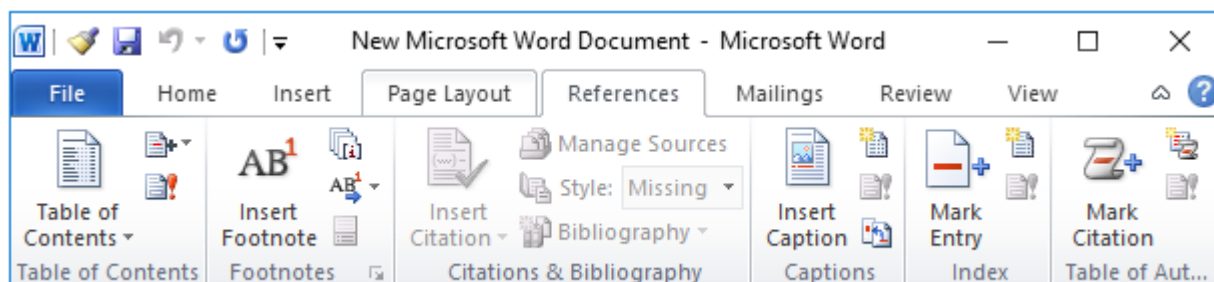 W New Microsoft Word Document - Microsoft Word
File Home Insert Page Layout References Mailings Review View ?
Table of Contents
AB1 Insert Footnote
AB1
Insert Citation
Manage Sources
Style: Missing
Bibliography
Insert Caption
Mark Entry
Mark Citation
Table of Contents Footnotes Citations & Bibliography Captions Index Table of Aut...